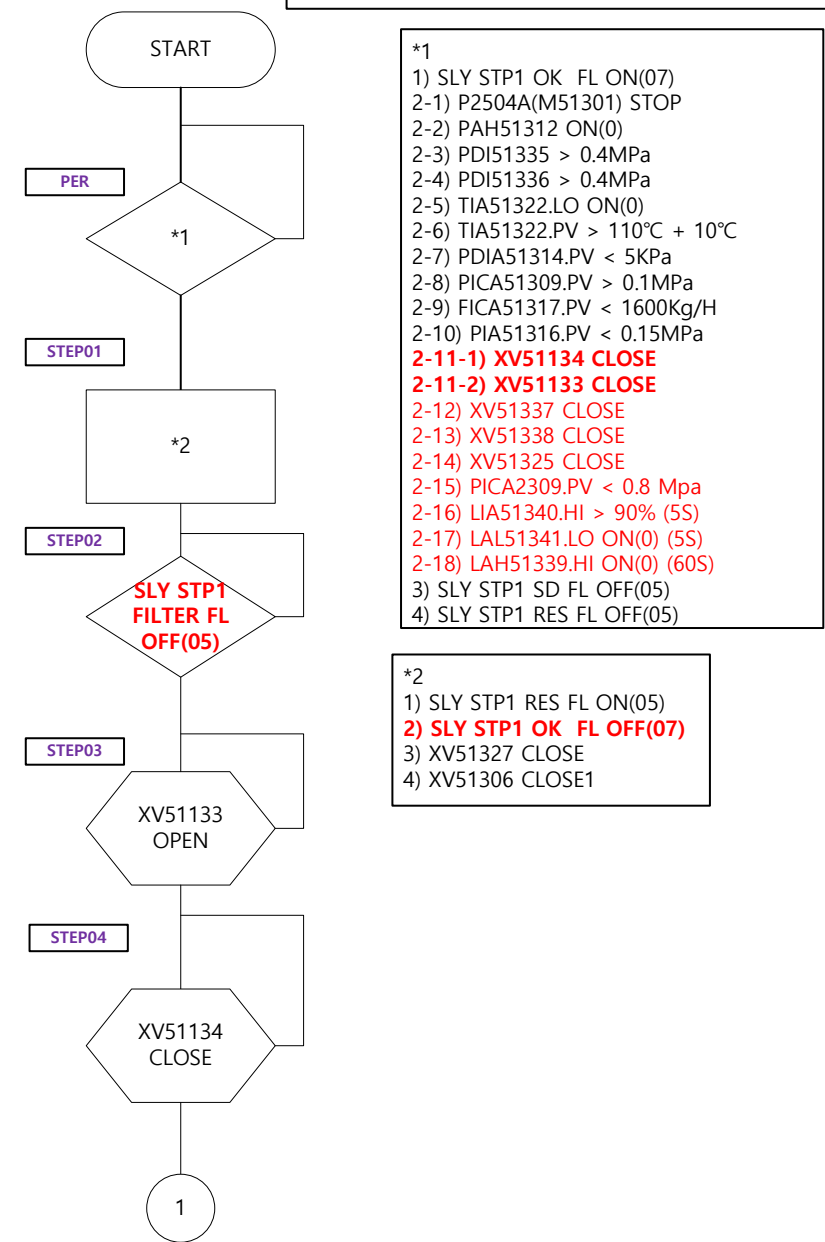 START
PER
*1
STEP01
*2
STEP02
SLY STP1
FILTER FL
OFF(05)
STEP03
XV51133
OPEN
STEP04
XV51134
CLOSE
1
*1
1) SLY STP1 OK  FL ON(07)
2-1) P2504A(M51301) STOP
2-2) PAH51312 ON(0)
2-3) PDI51335 > 0.4MPa
2-4) PDI51336 > 0.4MPa
2-5) TIA51322.LO ON(0)
2-6) TIA51322.PV > 110℃ + 10℃
2-7) PDIA51314.PV < 5KPa
2-8) PICA51309.PV > 0.1MPa
2-9) FICA51317.PV < 1600Kg/H
2-10) PIA51316.PV < 0.15MPa
2-11-1) XV51134 CLOSE
2-11-2) XV51133 CLOSE
2-12) XV51337 CLOSE
2-13) XV51338 CLOSE
2-14) XV51325 CLOSE
2-15) PICA2309.PV < 0.8 Mpa
2-16) LIA51340.HI > 90% (5S)
2-17) LAL51341.LO ON(0) (5S)
2-18) LAH51339.HI ON(0) (60S)
3) SLY STP1 SD FL OFF(05)
4) SLY STP1 RES FL OFF(05)
*2
1) SLY STP1 RES FL ON(05)
2) SLY STP1 OK  FL OFF(07)
3) XV51327 CLOSE
4) XV51306 CLOSE1